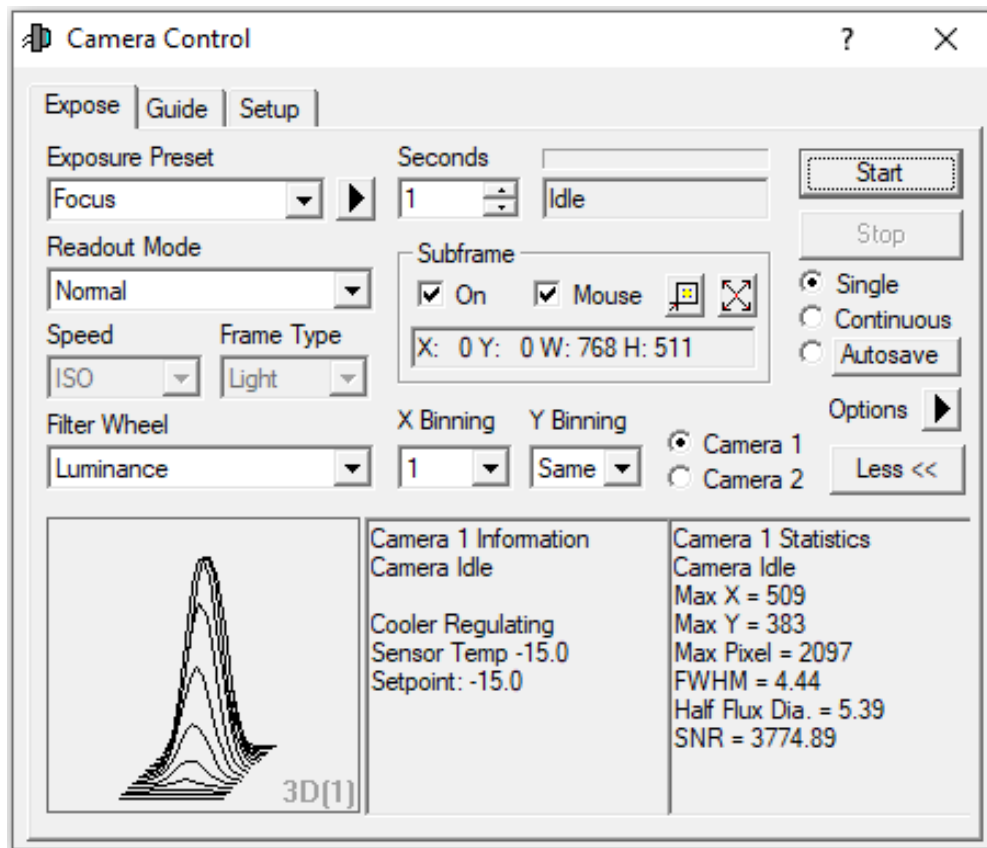 Camera Control
?
Expose
Guide
Setup
Exposure Preset
Seconds
Focus
1
Idle
Start
Stop
Readout Mode
Normal
Subframe
On
Mouse
X: 0 Y: 0 W: 768 H: 511
Single
Continuous
Autosave
Speed
Frame Type
ISO
Light
Options
Filter Wheel
Luminance
X Binning
Y Binning
1
Same
Camera 1
Camera 2
Less <<
3D(1)
Camera 1 Information
Camera Idle
Cooler Regulating
Sensor Temp -15.0
Setpoint: -15.0
Camera 1 Statistics
Camera Idle
Max X = 509
Max Y = 383
Max Pixel = 2097
FWHM = 4.44
Half Flux Dia. = 5.39
SNR = 3774.89